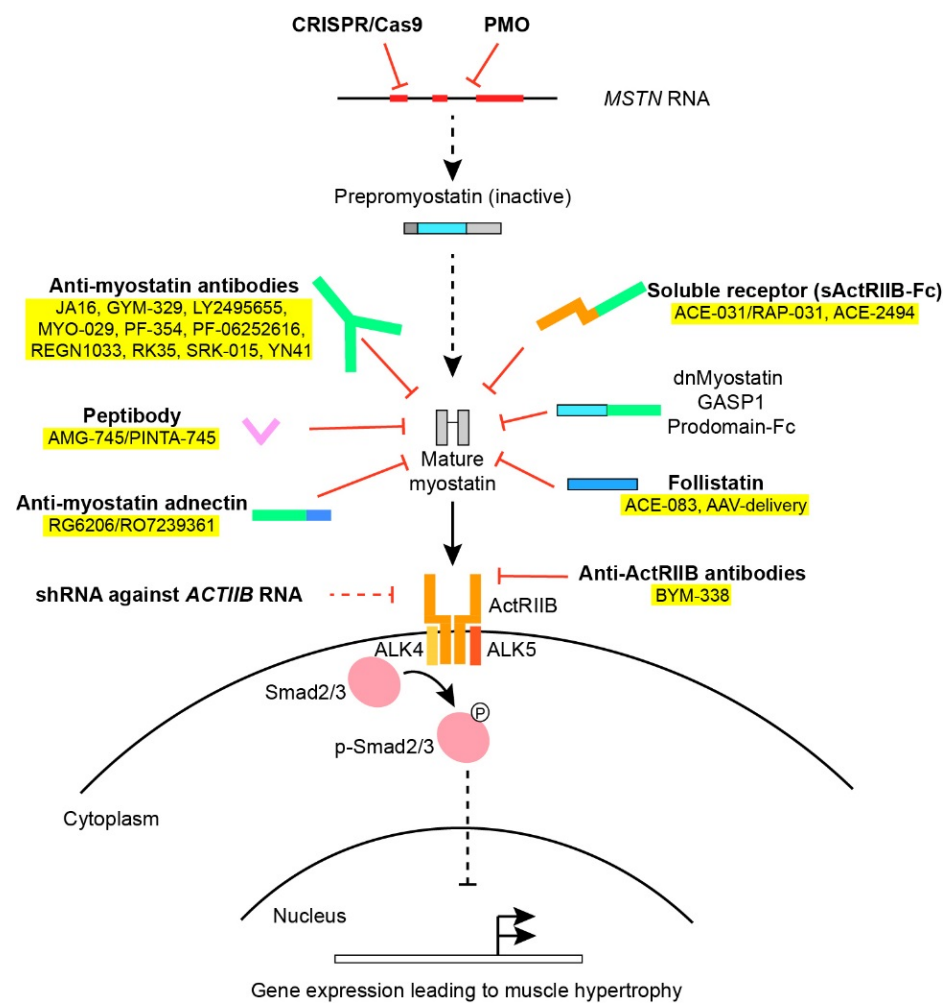 CRISPR/Cas9
PMO
MSTN RNA
Prepromyostatin (inactive)
Anti-myostatin antibodies
JA16, GYM-329, LY2495655,
MYO-029, PF-354, PF-06252616,
REGN1033, RK35, SRK-015, YN41
Soluble receptor (sActRIIB-Fc)
ACE-031/RAP-031, ACE-2494
dnMyostatin
GASP1
Prodomain-Fc
Peptibody
AMG-745/PINTA-745
Mature
myostatin
Follistatin
ACE-083, AAV-delivery
Anti-myostatin adnectin
RG6206/RO7239361
Anti-ActRIIB antibodies
BYM-338
shRNA against ACTIIB RNA
ActRIIB
ALK4
ALK5
Smad2/3
P
p-Smad2/3
Cytoplasm
Nucleus
Gene expression leading to muscle hypertrophy